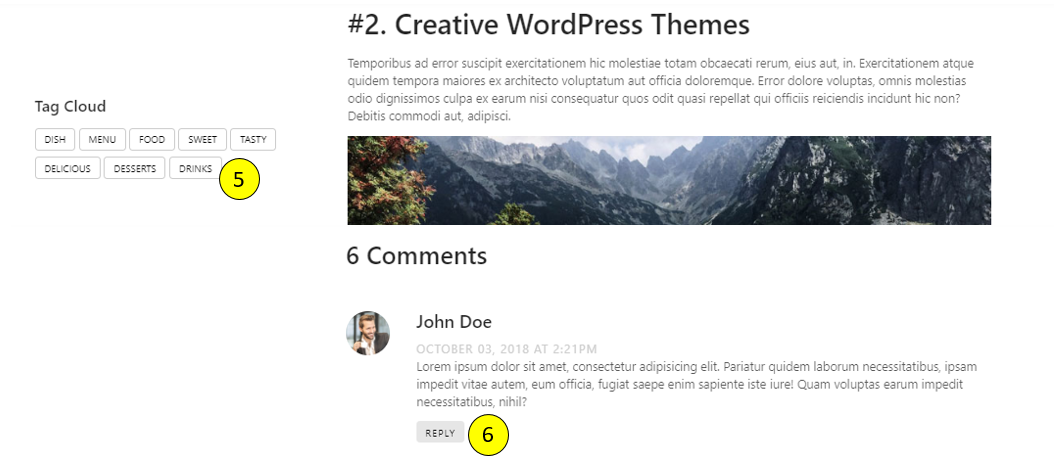 #2. Creative WordPress Themes
Temporibus ad error suscipit exercitationem hic molestiae totam obcaecati rerum, eius aut, in. Exercitationem atque
quidem tempora maiores ex architecto voluptatum aut officia doloremque. Error dolore voluptas, omnis molestias
odio dignissimos culpa ex earum nisi consequatur quos odit quasi repellat qui officiis reiciendis incidunt hic non?
Debitis commodi aut, adipisci.
Tag Cloud
DISH MENU FOOD SWEET TASTY
DELICIOUS DESSERTS DRINKS
5
6 Comments
John Doe
OCTOBER 03, 2018 AT 2:21PM
Lorem ipsum dolor sit amet, consectetur adipisicing elit. Pariatur quidem laborum necessitatibus, ipsam
impedit vitae autem, eum officia, fugiat saepe enim sapiente iste iure! Quam voluptas earum impedit
necessitatibus, nihil?
REPLY
6